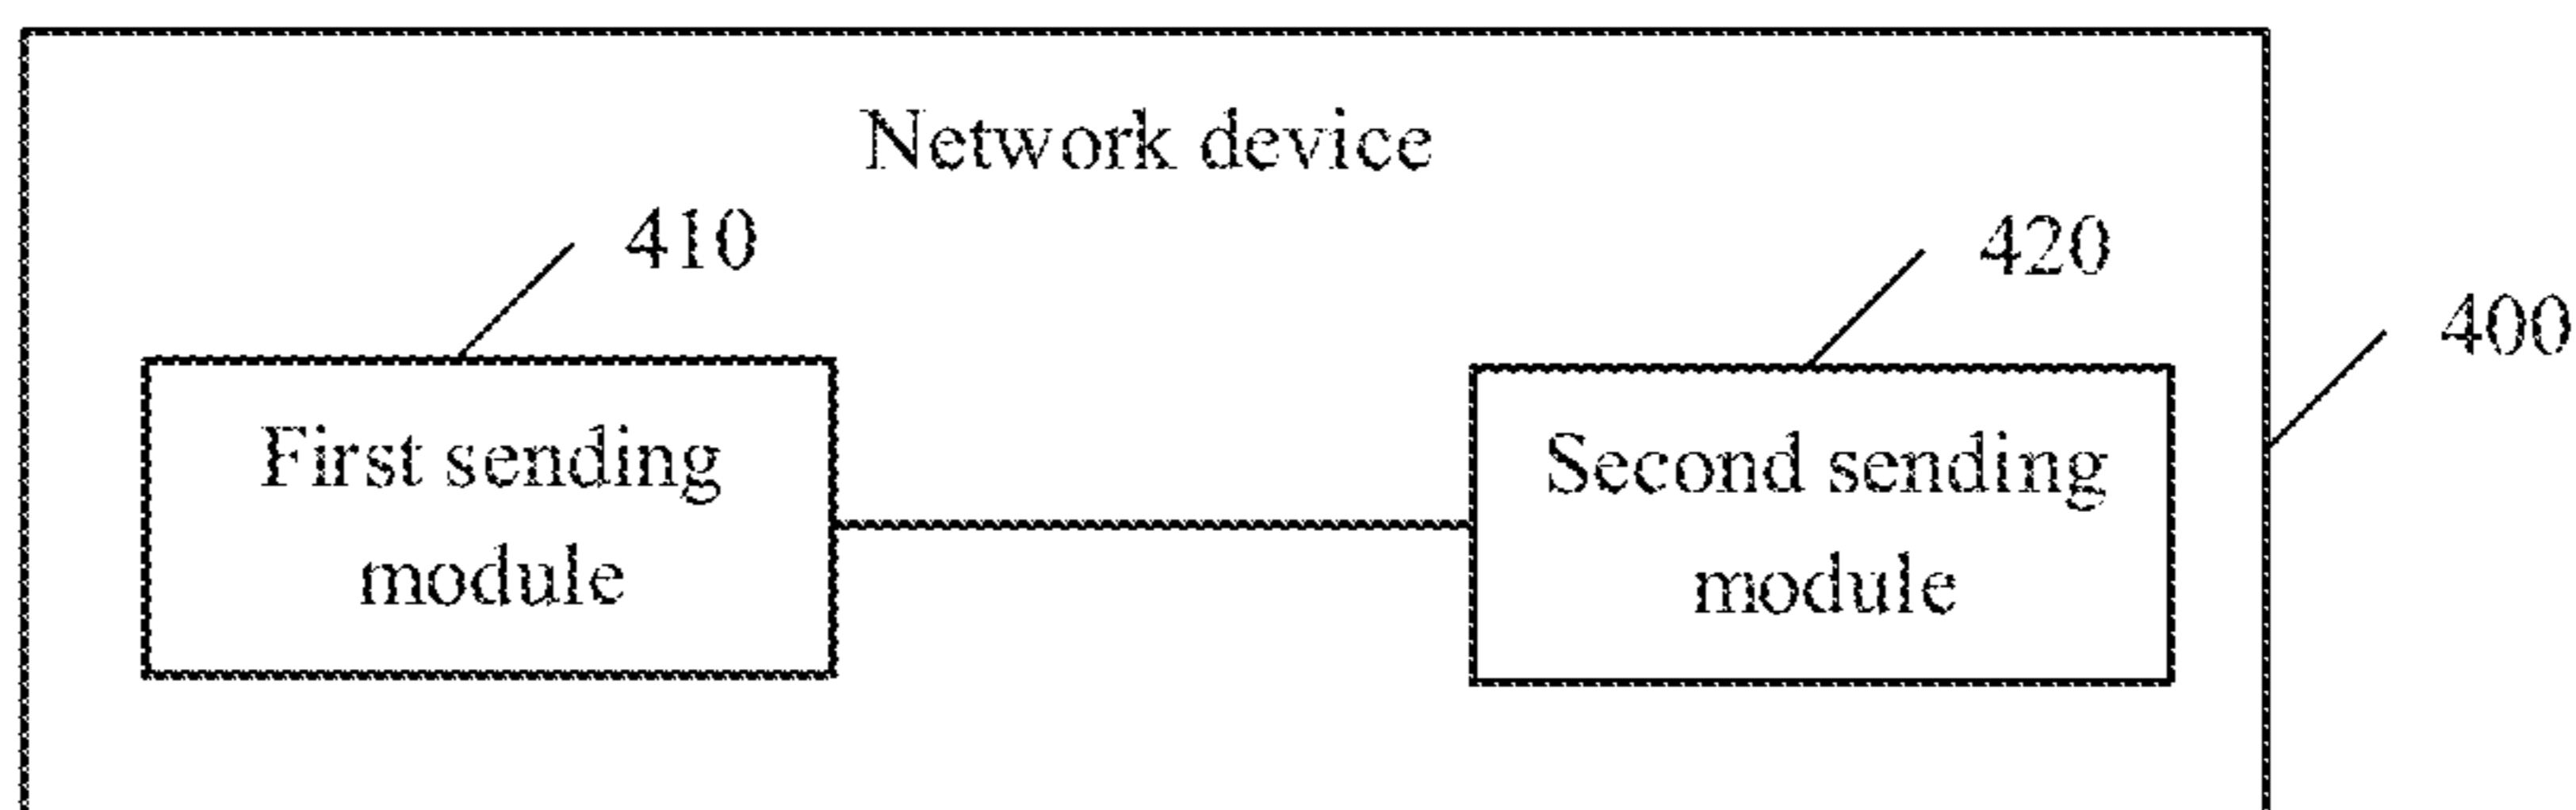 Network device
410
420
400
First sending
module
Second sending
module